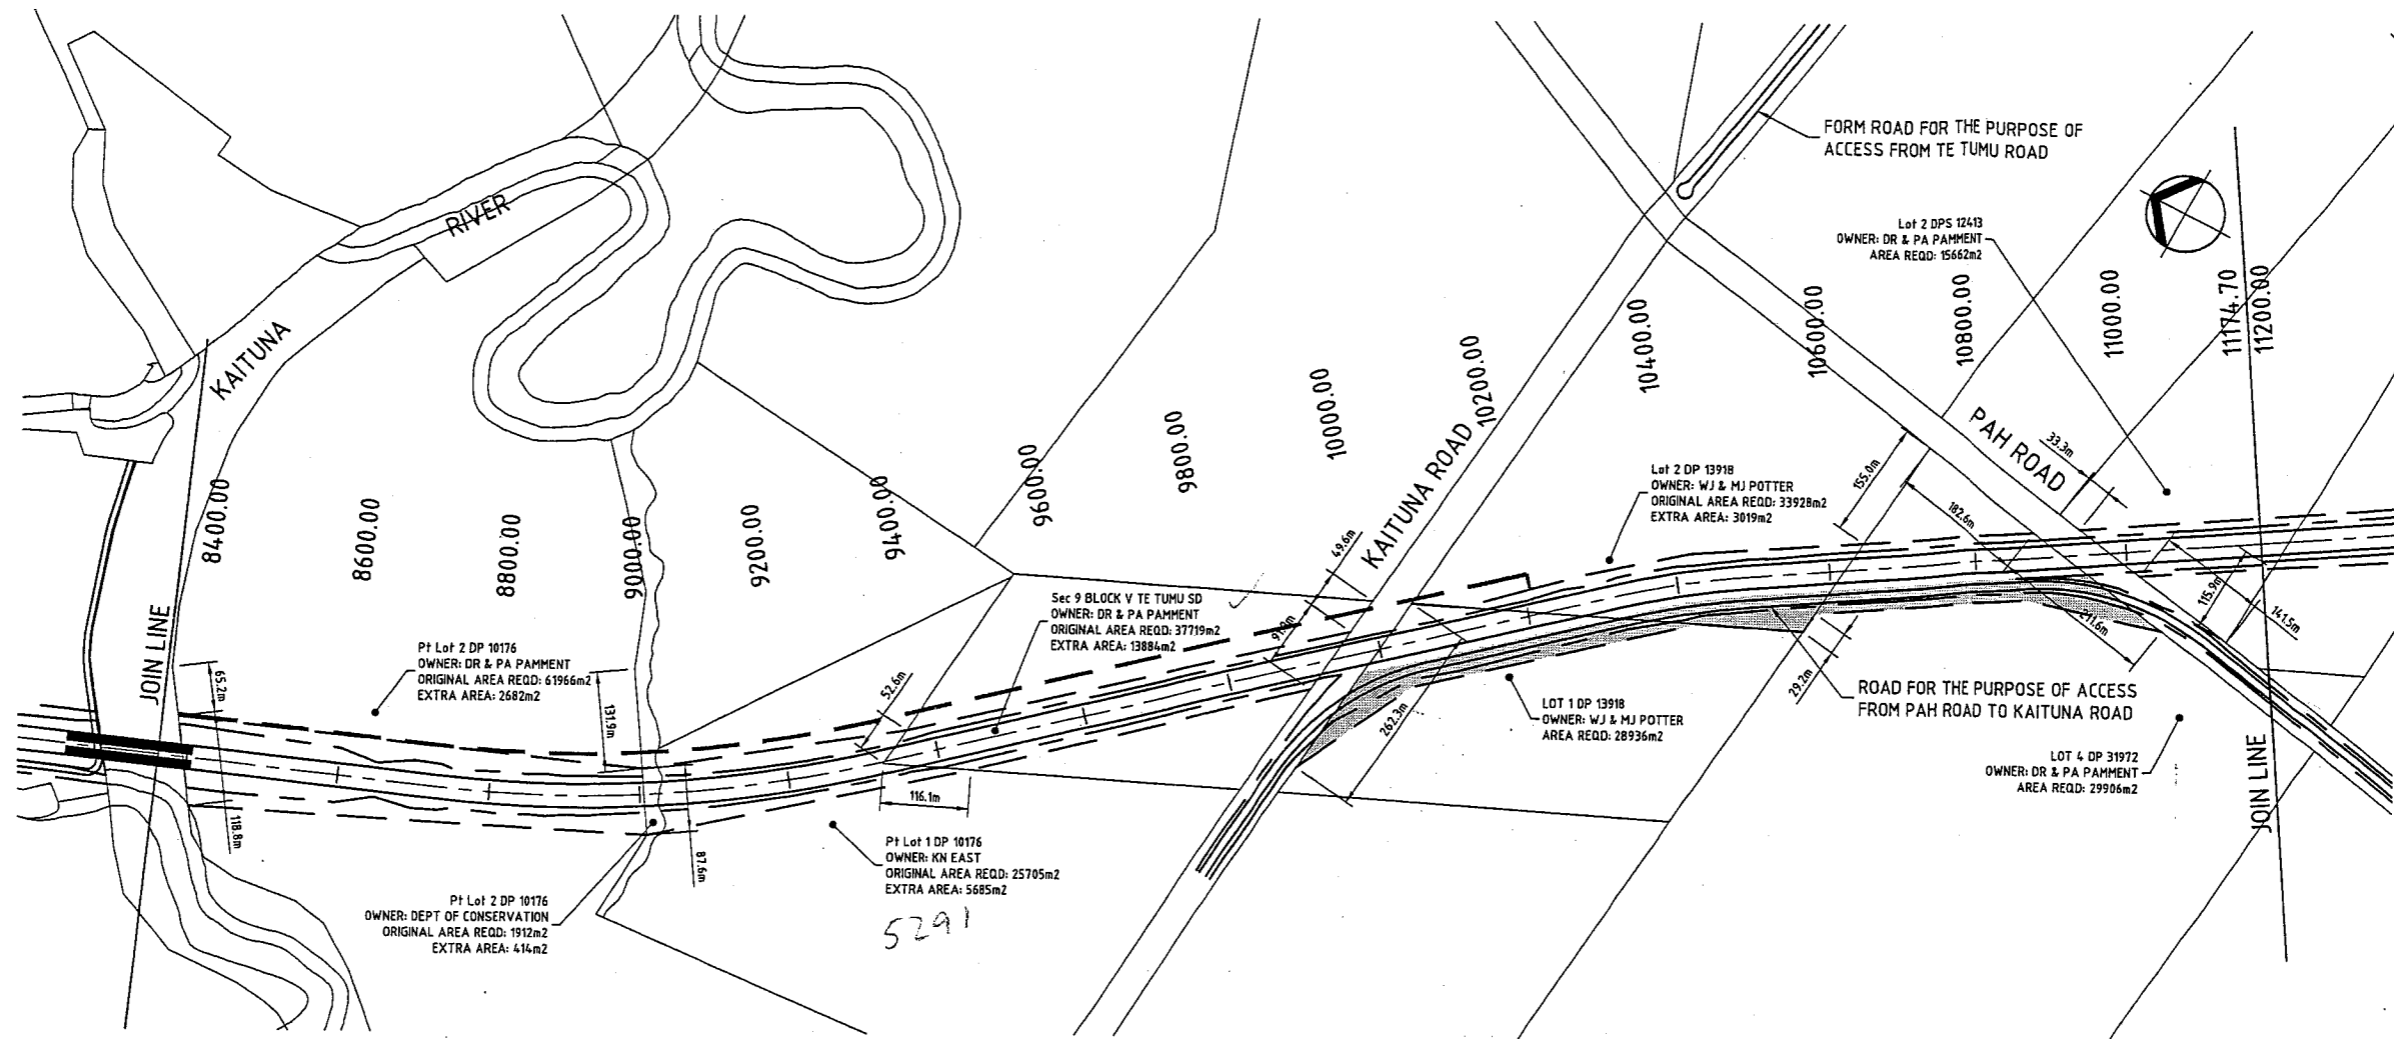 FORM ROAD FOR THE PURPOSE OF
ACCESS FROM TE TUMU ROAD
RIVER
KAITUNA
Lot 2 DPS 12413
OWNER: DR & PA PAMMENT
AREA REQD: 15662m2
8400.00
8600.00
8800.00
9000.00
9200.00
9400.00
9600.00
9800.00
10000.00
10200.00
10400.00
10600.00
10800.00
11000.00
11174.70
11200.00
KAITUNA ROAD
PAH ROAD
33.3m
155.0m
182.6m
Lot 2 DP 13918
OWNER: WJ & MJ POTTER
ORIGINAL AREA REQD: 33928m2
EXTRA AREA: 3019m2
49.6m
91.9m
Sec 9 BLOCK V TE TUMU SD
OWNER: DR & PA PAMMENT
ORIGINAL AREA REQD: 37719m2
EXTRA AREA: 13884m2
115.9m
141.5m
211.6m
JOIN LINE
Pt Lot 2 DP 10176
OWNER: DR & PA PAMMENT
ORIGINAL AREA REQD: 61966m2
EXTRA AREA: 2682m2
65.2m
131.9m
52.6m
29.2m
ROAD FOR THE PURPOSE OF ACCESS
FROM PAH ROAD TO KAITUNA ROAD
LOT 1 DP 13918
OWNER: WJ & MJ POTTER
AREA REQD: 28936m2
262.3m
LOT 4 DP 31972
OWNER: DR & PA PAMMENT
AREA REQD: 29906m2
JOIN LINE
116.1m
118.8m
87.6m
Pt Lot 1 DP 10176
OWNER: KN EAST
ORIGINAL AREA REQD: 25705m2
EXTRA AREA: 5685m2
5291
Pt Lot 2 DP 10176
OWNER: DEPT OF CONSERVATION
ORIGINAL AREA REQD: 1912m2
EXTRA AREA: 414m2